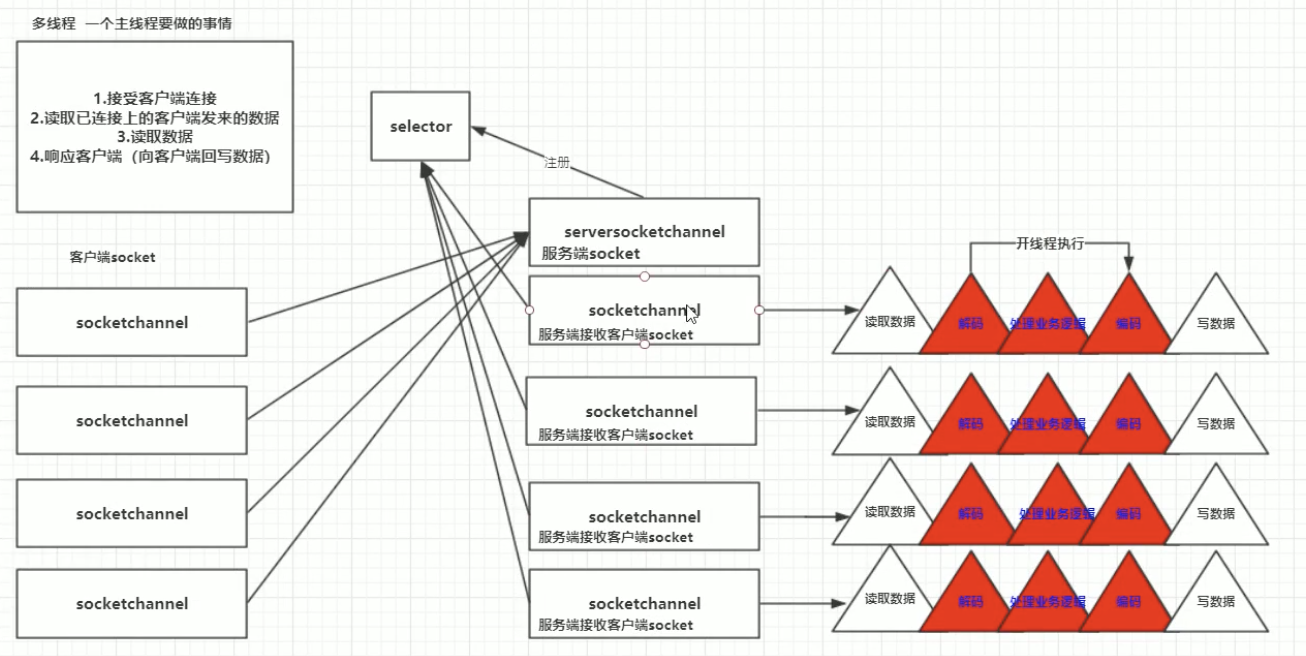 多线程 一个主线程要做的事情
1.接受客户端连接
2.读取已连接上的客户端发来的数据
3.读取数据
4.响应客户端（向客户端回写数据）
selector
注册
serversocketchannel
服务端socket
客户端socket
socketchannel
socketchannel
socketchannel
socketchannel
socketchannel
服务端接收客户端socket
socketchannel
服务端接收客户端socket
socketchannel
服务端接收客户端socket
socketchannel
服务端接收客户端socket
开线程执行
读取数据 解码 处理业务逻辑 编码 写数据
读取数据 解码 处理业务逻辑 编码 写数据
读取数据 解码 处理业务逻辑 编码 写数据
读取数据 解码 处理业务逻辑 编码 写数据